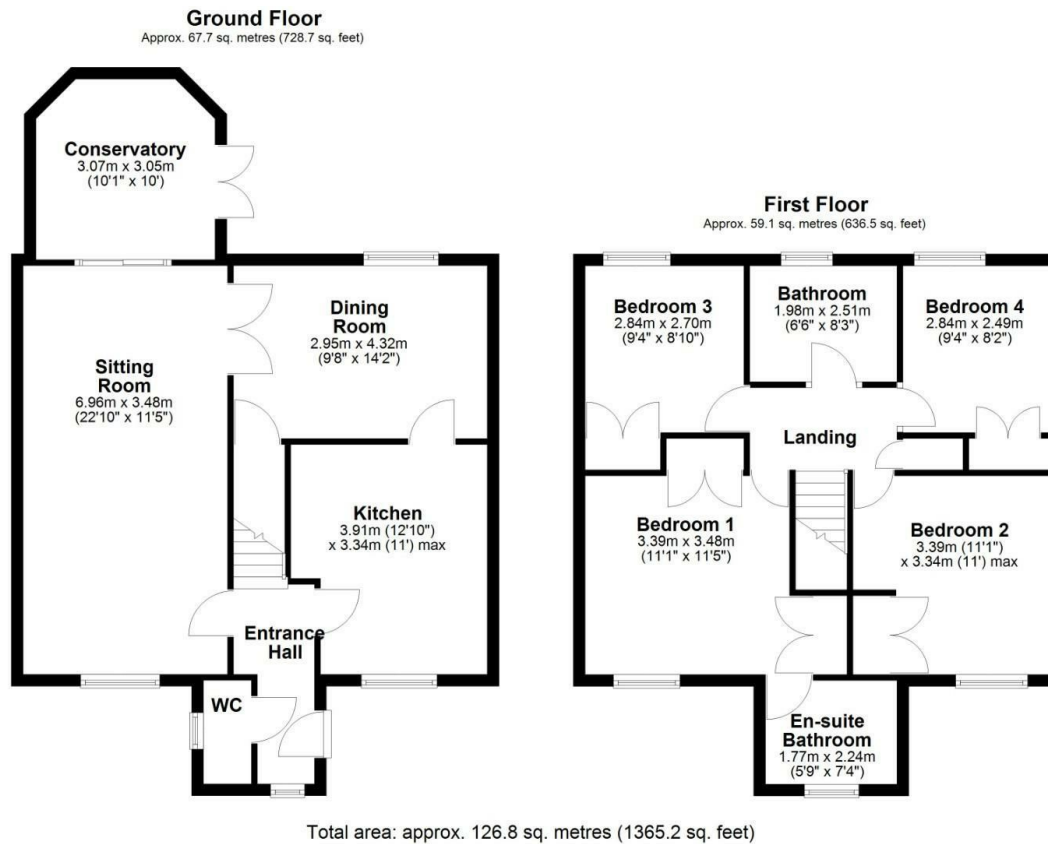 Ground Floor
Approx. 67.7 sq. metres (728.7 sq. feet)
Conservatory
3.07m x 3.05m
(10'1" x 10')
Dining
Room
2.95m x 4.32m
(9'8" x 14'2")
Sitting
Room
6.96m x 3.48m
(22'10" x 11'5")
Kitchen
3.91m (12'10")
x 3.34m (11') max
Entrance
Hall
WC
First Floor
Approx. 59.1 sq. metres (636.5 sq. feet)
Bedroom 3
2.84m x 2.70m
(9'4" x 8'10")
Bathroom
1.98m x 2.51m
(6'6" x 8'3")
Bedroom 4
2.84m x 2.49m
(9'4" x 8'2")
Landing
Bedroom 1
3.39m x 3.48m
(11'1" x 11'5")
Bedroom 2
3.39m (11'1")
x 3.34m (11') max
En-suite
Bathroom
1.77m x 2.24m
(5'9" x 7'4")
Total area: approx. 126.8 sq. metres (1365.2 sq. feet)